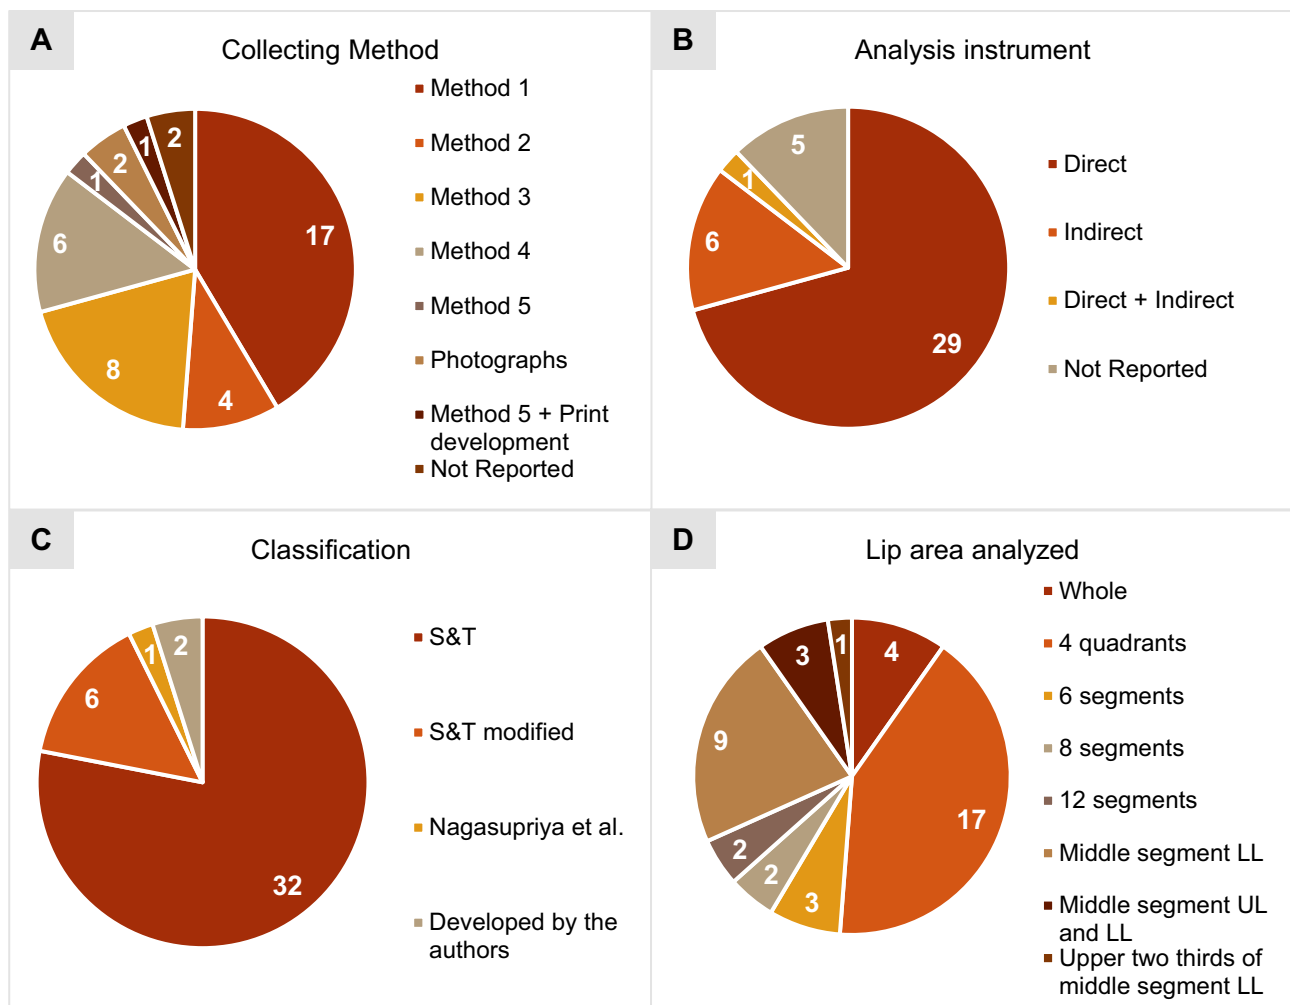 A
Collecting Method
Method 1
Method 2
Method 3
Method 4
Method 5
Photographs
Method 5 + Print
development
Not Reported
17
4
8
6
1
2
1
2
B
Analysis instrument
Direct
Indirect
Direct + Indirect
Not Reported
29
6
1
5
C
Classification
S&T
S&T modified
Nagasupriya et al.
Developed by the
authors
32
6
1
2
D
Lip area analyzed
Whole
4 quadrants
6 segments
8 segments
12 segments
Middle segment LL
Middle segment UL
and LL
Upper two thirds of
middle segment LL
4
17
3
2
2
9
3
1